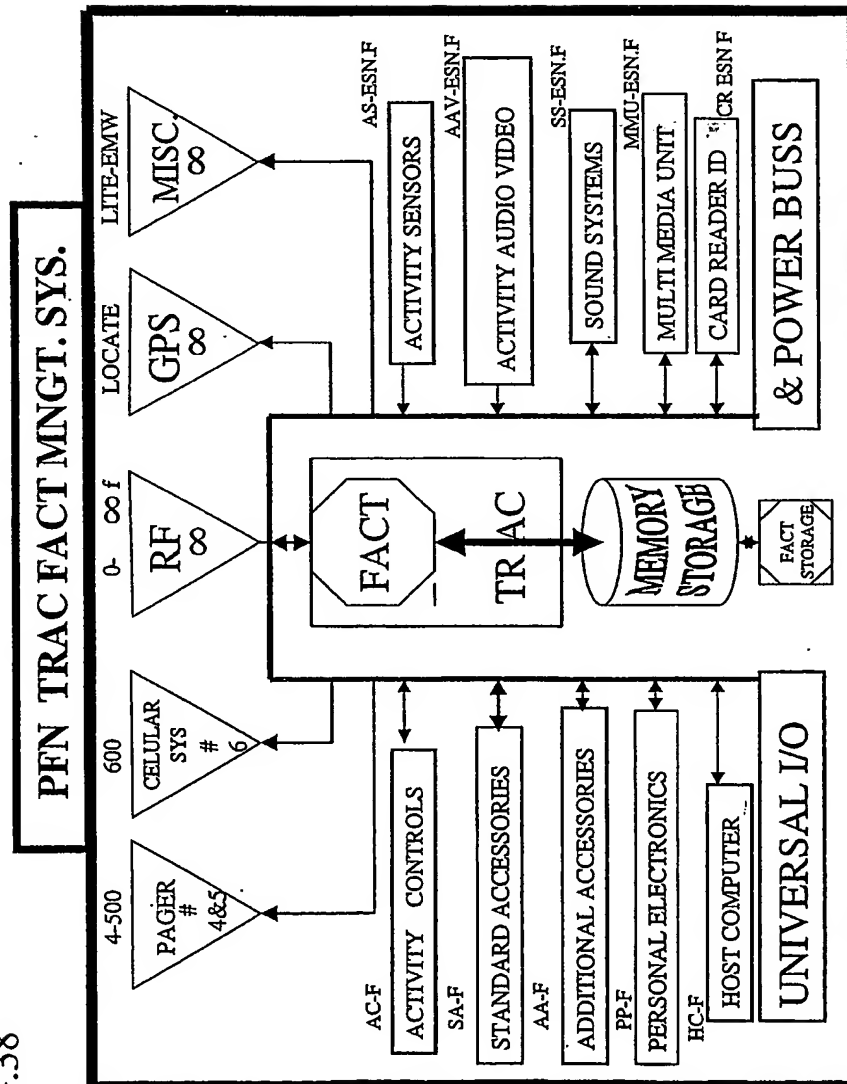 PFN TRAC FACT MNGT. SYS.
4-500
600
0- ∞ f
LOCATE
LITE-EMW
PAGER
#
4&5
CELULAR
SYS
#
6
RF
∞
GPS
∞
MISC.
∞
AC-F
ACTIVITY CONTROLS
SA-F
STANDARD ACCESSORIES
AA-F
ADDITIONAL ACCESSORIES
PP-F
PERSONAL ELECTRONICS
HC-F
HOST COMPUTER
UNIVERSAL I/O
FACT
TRAC
MEMORY
STORAGE
FACT
STORAGE
AS-ESN.F
ACTIVITY SENSORS
AAV-ESN.F
ACTIVITY AUDIO VIDEO
SS-ESN.F
SOUND SYSTEMS
MMU-ESN.F
MULTI MEDIA UNIT
CR ESN F
CARD READER ID
& POWER BUSS